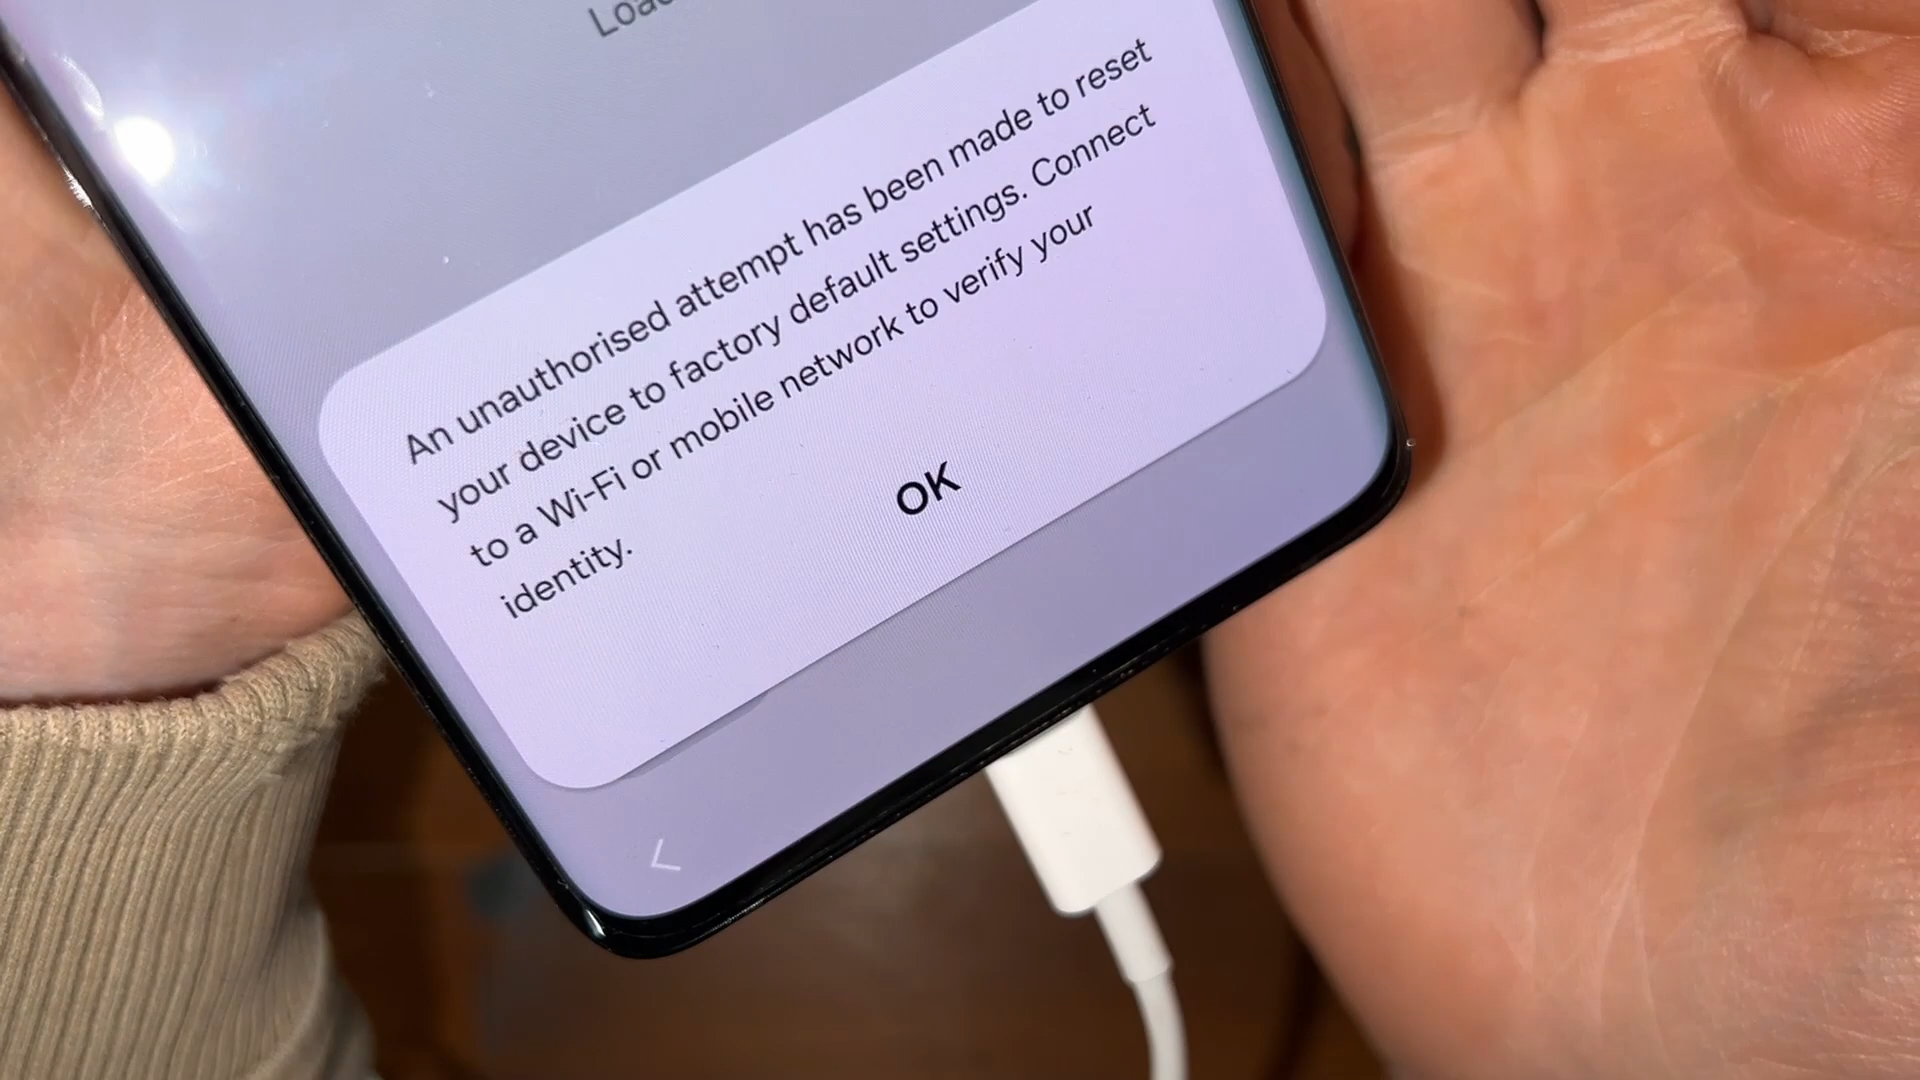 An unauthorised attempt has been made to reset
your device to factory default settings. Connect
to a Wi-Fi or mobile network to verify your
identity.
OK